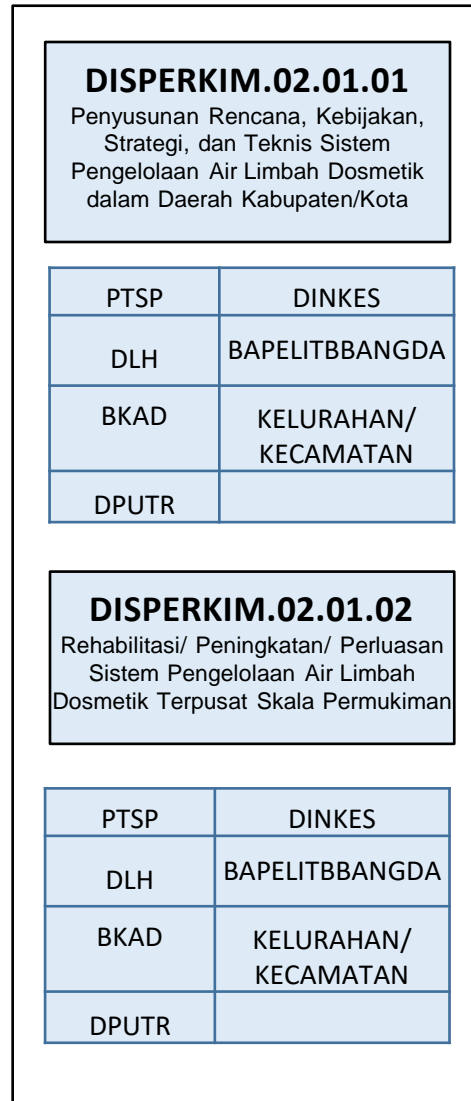 DISPERKIM.02.01.01
Penyusunan Rencana, Kebijakan,
Strategi, dan Teknis Sistem
Pengelolaan Air Limbah Dosmetik
dalam Daerah Kabupaten/Kota
PTSP DINKES
DLH BAPELITBBANGDA
BKAD KELURAHAN/
KECAMATAN
DPUTR
DISPERKIM.02.01.02
Rehabilitasi/ Peningkatan/ Perluasan
Sistem Pengelolaan Air Limbah
Dosmetik Terpusat Skala Permukiman
PTSP DINKES
DLH BAPELITBBANGDA
BKAD KELURAHAN/
KECAMATAN
DPUTR